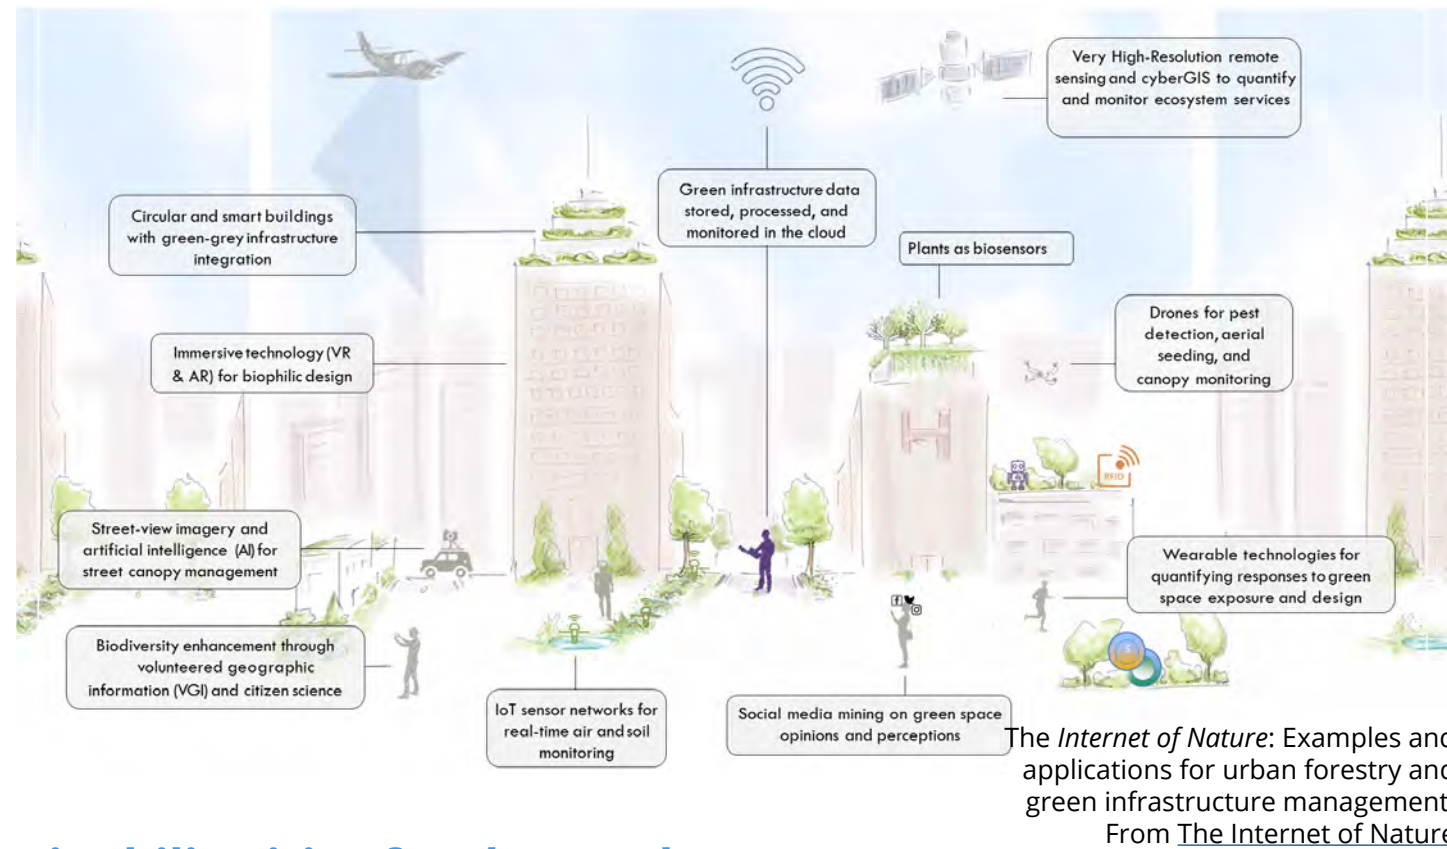 Very High-Resolution remote
sensing and cyberGIS to quantify
and monitor ecosystem services
Green infrastructure data
stored, processed, and
monitored in the cloud
Circular and smart buildings
with green-grey infrastructure
integration
Plants as biosensors
Drones for pest
detection, aerial
seeding, and
canopy monitoring
Immersive technology (VR
& AR) for biophilic design
H
RFID
Street-view imagery and
artificial intelligence (AI) for
street canopy management
Wearable technologies for
quantifying responses to green
space exposure and design
Biodiversity enhancement through
volunteered geographic
information (VGI) and citizen science
S
IoT sensor networks for
real-time air and soil
monitoring
Social media mining on green space
opinions and perceptions
The Internet of Nature: Examples and
applications for urban forestry and
green infrastructure management
From The Internet of Nature